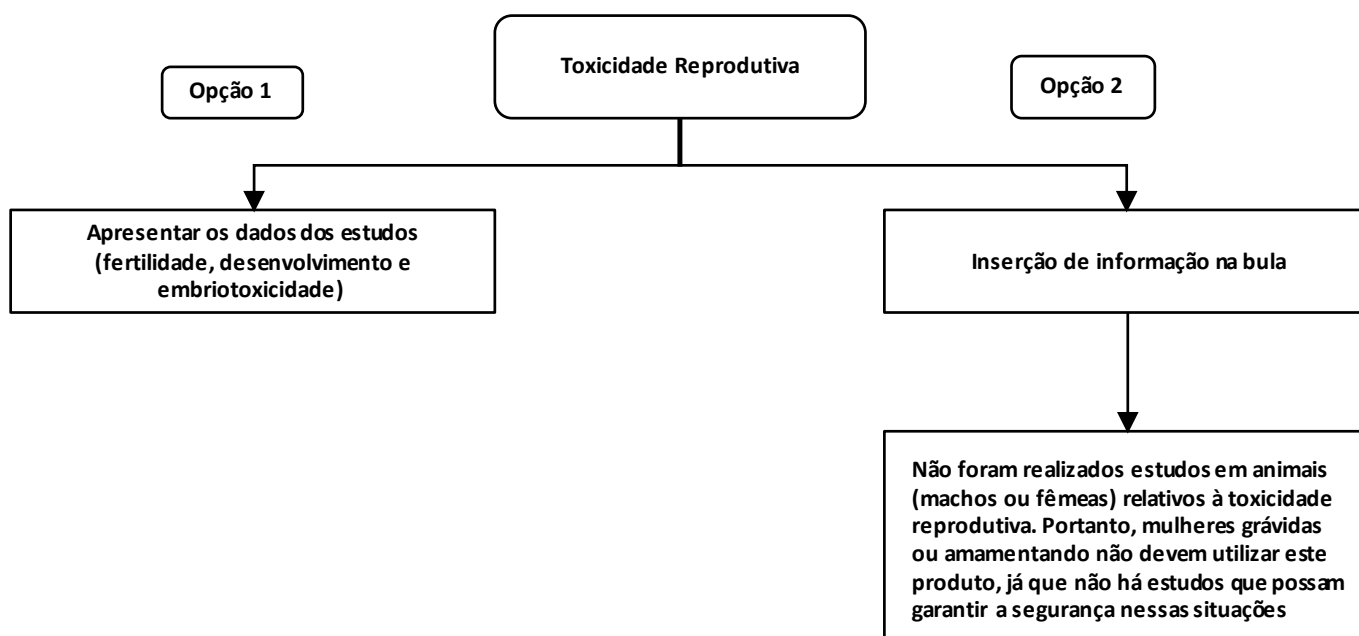 Toxicidade Reprodutiva
Opção 1
Opção 2
Apresentar os dados dos estudos
(fertilidade, desenvolvimento e
embriotoxicidade)
Inserção de informação na bula
Não foram realizados estudos em animais
(machos ou fêmeas) relativos à toxicidade
reprodutiva. Portanto, mulheres grávidas
ou amamentando não devem utilizar este
produto, já que não há estudos que possam
garantir a segurança nessas situações